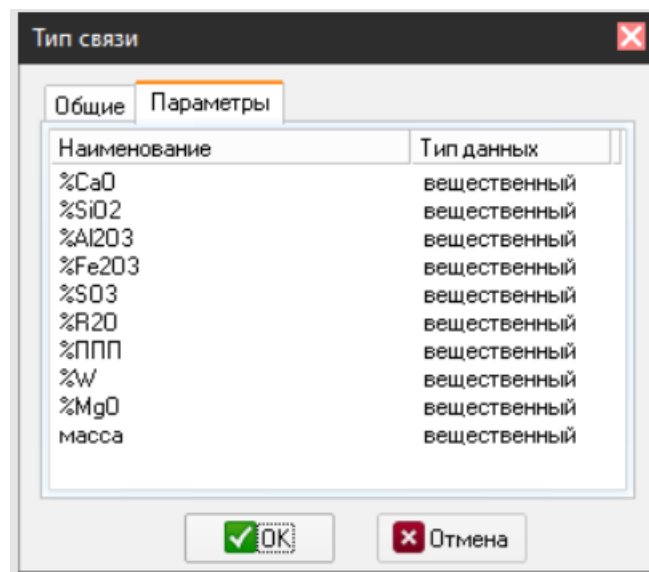 Тип связи
Общие Параметры
Наименование Тип данных
%CaO вещественный
%SiO2 вещественный
%Al2O3 вещественный
%Fe2O3 вещественный
%SO3 вещественный
%R2O вещественный
%ППП вещественный
%W вещественный
%MgO вещественный
масса вещественный
OK Отмена